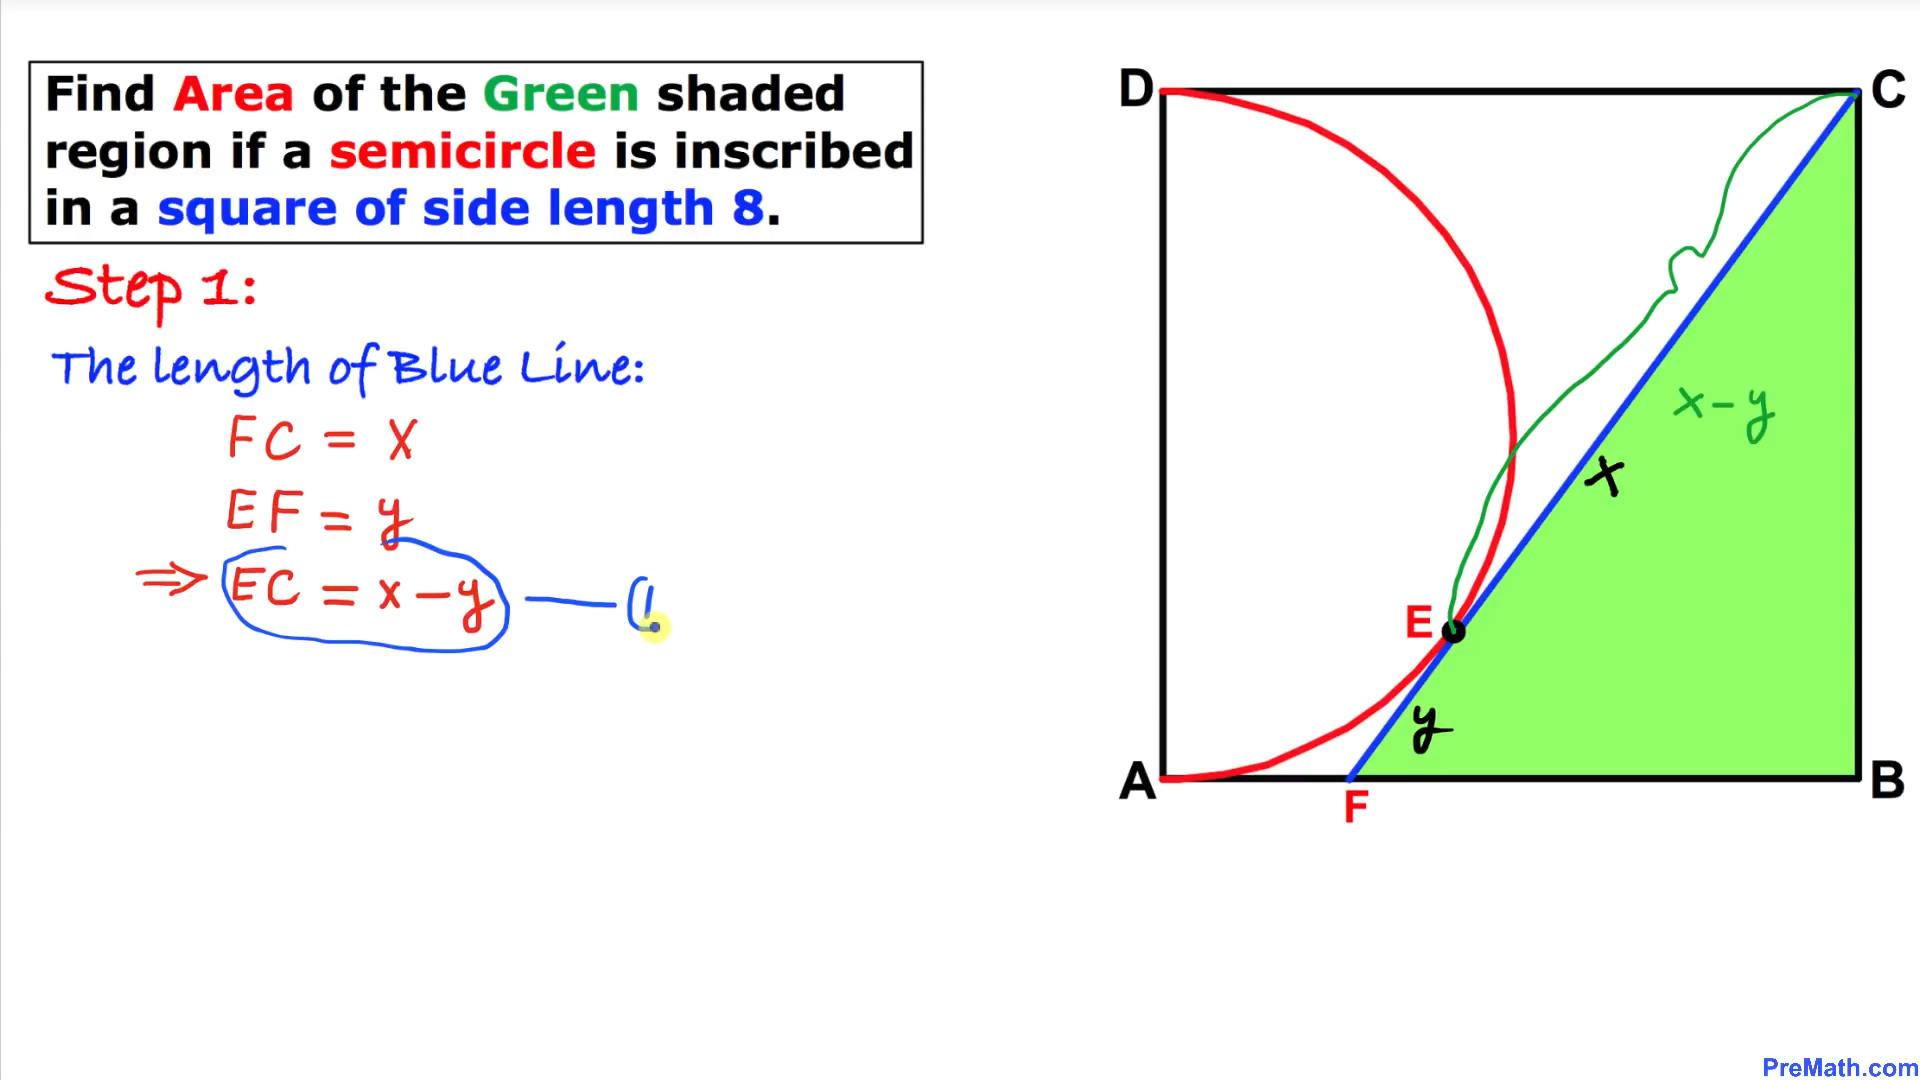 Find Area of the Green shaded
region if a semicircle is inscribed
in a square of side length 8.
Step 1:
The length of Blue Line:
FC = x
EF = y
⇒ EC = x - y — (1
D
C
x - y
x
E
y
A
B
F
PreMath.com